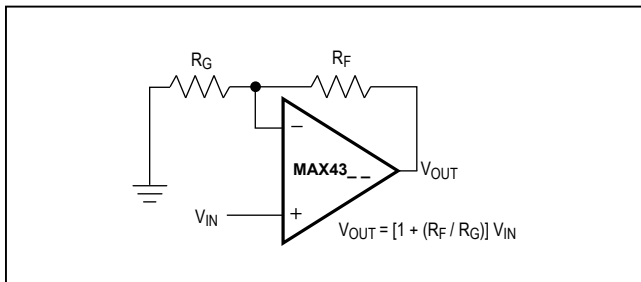 RG
RF
−
MAX43_ _
VOUT
VIN
+
VOUT = [1 + (RF / RG)] VIN